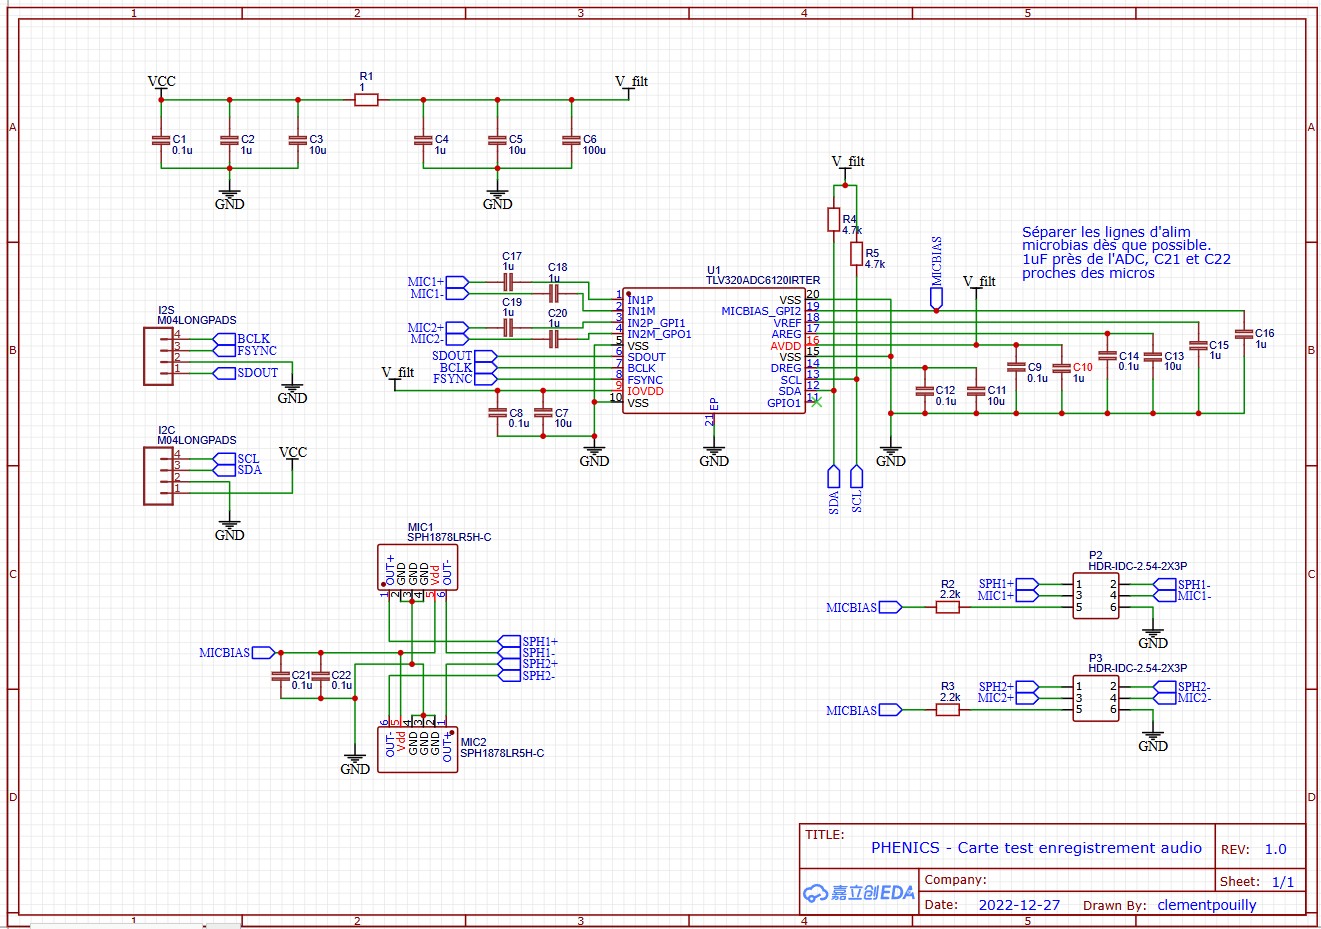 1 2 3 4 5
A
A
B
B
C
C
D
D
1 2 3 4 5
VCC
R1
1
V_filt
C1
0.1u
C2
1u
C3
10u
C4
1u
C5
10u
C6
100u
GND
GND
V_filt
R4
4.7k
R5
4.7k
MICBIAS
V_filt
Séparer les lignes d'alim
microbias dès que possible.
1uF près de l'ADC, C21 et C22
proches des micros
C17
1u
C18
1u
C19
1u
C20
1u
MIC1+
MIC1-
MIC2+
MIC2-
SDOUT
BCLK
FSYNC
V_filt
C8
0.1u
C7
10u
GND
U1
TLV320ADC6120IRTER
1 IN1P
2 IN1M
3 IN2P_GPI1
4 IN2M_GPO1
5 VSS
6 SDOUT
7 BCLK
8 FSYNC
9 IOVDD
10 VSS
VSS 20
MICBIAS_GPI2 19
VREF 18
AREG 17
AVDD 16
VSS 15
DREG 14
SCL 13
SDA 12
GPIO1 11
21 EP
GND
GND
SDA
SCL
C12
0.1u
C11
10u
C9
0.1u
C10
1u
C14
0.1u
C13
10u
C15
1u
C16
1u
I2S
M04LONGPADS
4 BCLK
3 FSYNC
2
1 SDOUT
GND
I2C
M04LONGPADS
4 SCL
3 SDA
2
1
VCC
GND
MIC1
SPH1878LR5H-C
OUT+ GND GND GND Vdd OUT-
1 2 3 4 5 6
SPH1+
SPH1-
SPH2+
SPH2-
MICBIAS
C21
0.1u
C22
0.1u
GND
6 5 4 3 2 1
OUT- Vdd GND GND GND OUT+
MIC2
SPH1878LR5H-C
P2
HDR-IDC-2.54-2X3P
SPH1+ 1 2 SPH1-
MIC1+ 3 4 MIC1-
MICBIAS
R2
2.2k
5 6
GND
P3
HDR-IDC-2.54-2X3P
SPH2+ 1 2 SPH2-
MIC2+ 3 4 MIC2-
MICBIAS
R3
2.2k
5 6
GND
TITLE:
PHENICS - Carte test enregistrement audio
REV: 1.0
嘉立创EDA
Company:
Sheet: 1/1
Date: 2022-12-27
Drawn By: clementpouilly